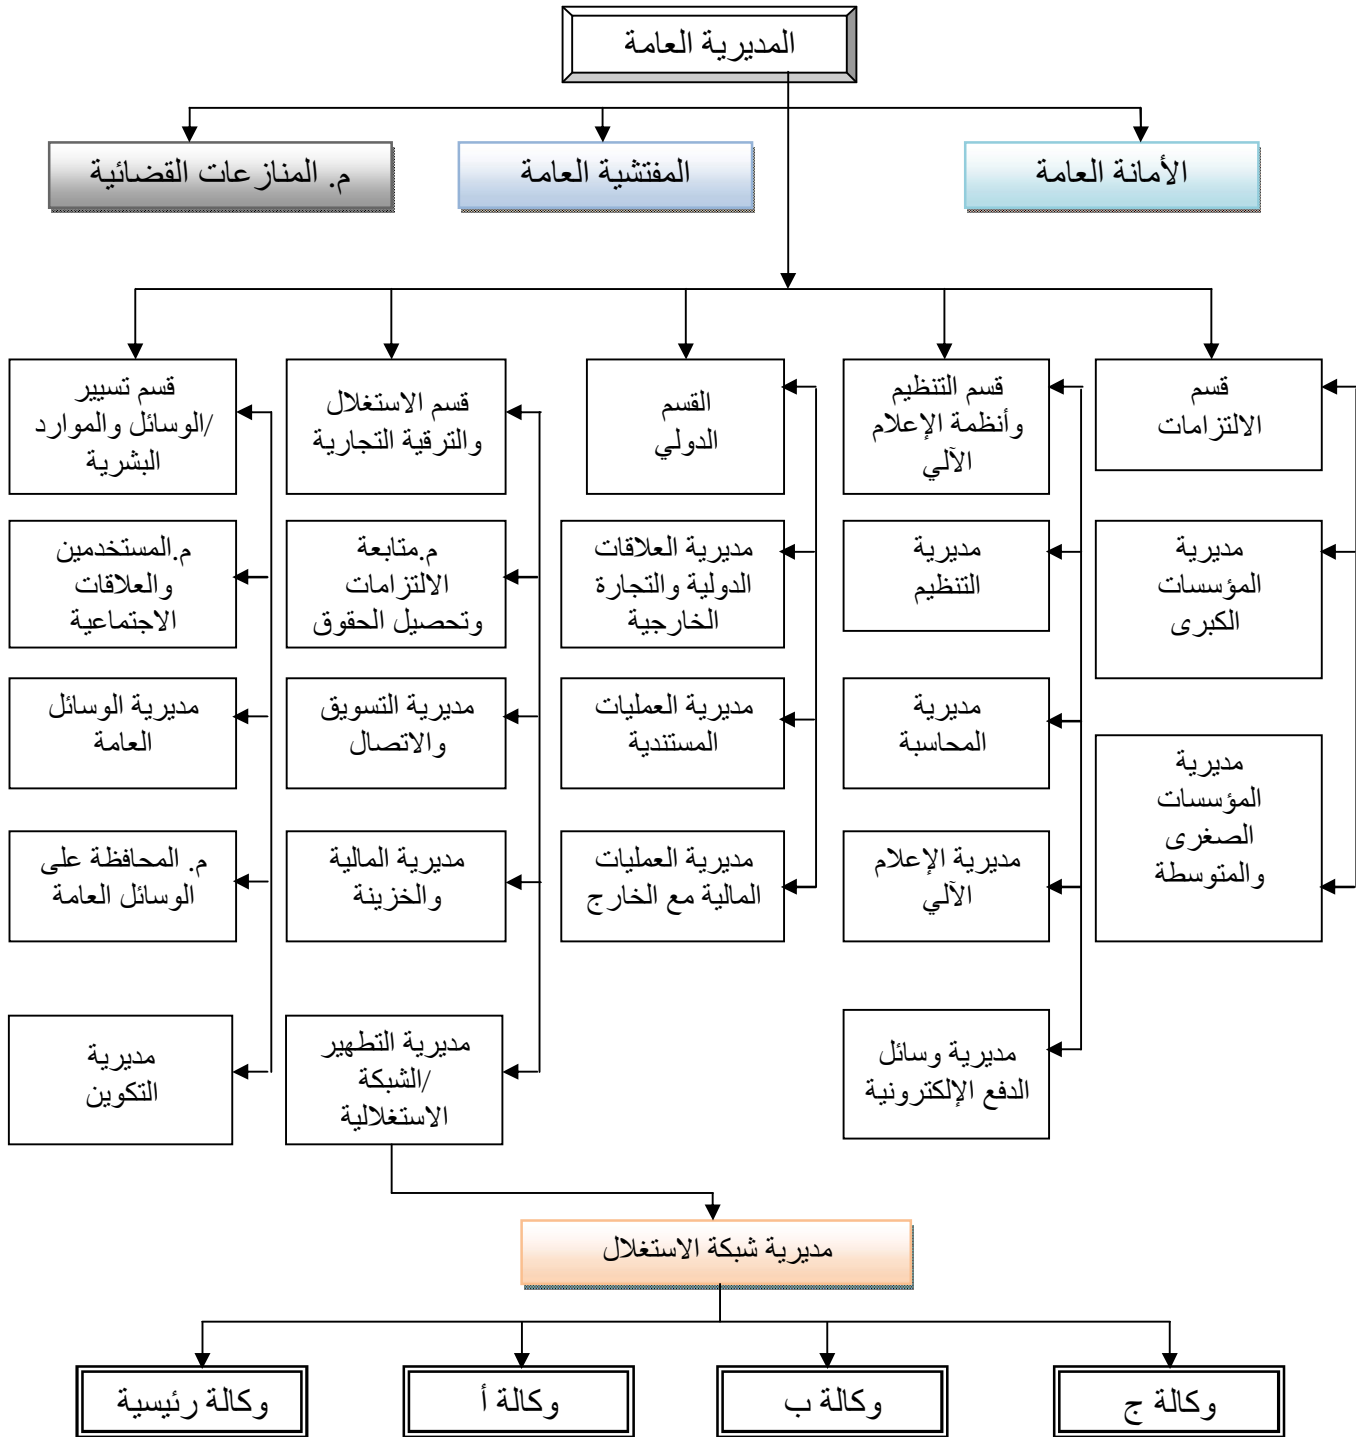 المديرية العامة
الأمانة العامة
المفتشية العامة
م. المنازعات القضائية
قسم
الالتزامات
قسم التنظيم
وأنظمة الإعلام
الآلي
القسم
الدولي
قسم الاستغلال
والترقية التجارية
قسم تسيير
الوسائل والموارد/
البشرية
مديرية
المؤسسات
الكبرى
مديرية
التنظيم
مديرية العلاقات
الدولية والتجارة
الخارجية
م.متابعة
الالتزامات
وتحصيل الحقوق
م.المستخدمين
والعلاقات
الاجتماعية
مديرية
المؤسسات
الصغرى
والمتوسطة
مديرية
المحاسبة
مديرية العمليات
المستندية
مديرية التسويق
والاتصال
مديرية الوسائل
العامة
مديرية الإعلام
الآلي
مديرية العمليات
المالية مع الخارج
مديرية المالية
والخزينة
م. المحافظة على
الوسائل العامة
مديرية وسائل
الدفع الإلكترونية
مديرية التطهير
الشبكة/
الاستغلالية
مديرية
التكوين
مديرية شبكة الاستغلال
وكالة ج
وكالة ب
وكالة أ
وكالة رئيسية